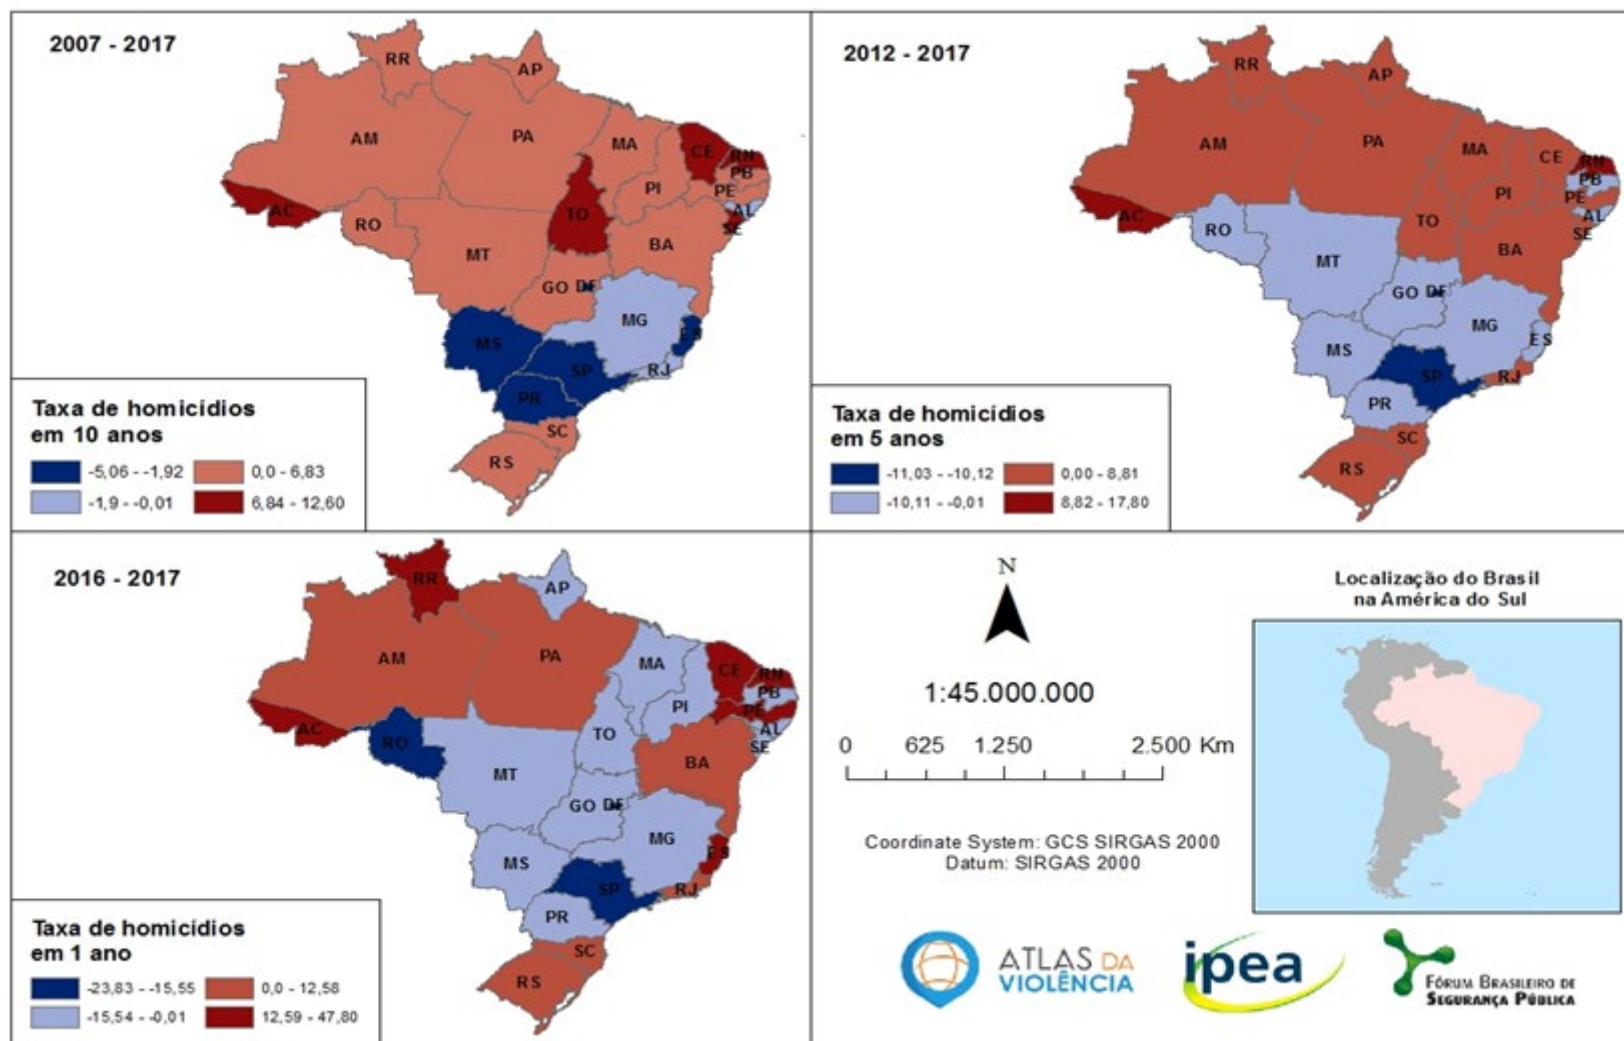 2007 - 2017
RR
AP
AM
PA
MA
CE
RN
PB
PI
PE
AL
SE
AC
TO
RO
BA
MT
GO
DF
MG
ES
MS
SP
RJ
PR
SC
RS
Taxa de homicídios
em 10 anos
-5,06 - -1,92
0,0 - 6,83
-1,9 - -0,01
6,84 - 12,60
2012 - 2017
RR
AP
AM
PA
MA
CE
RN
PB
PI
PE
AL
SE
AC
TO
RO
BA
MT
GO
DF
MG
ES
MS
SP
RJ
PR
SC
RS
Taxa de homicídios
em 5 anos
-11,03 - -10,12
0,00 - 8,81
-10,11 - -0,01
8,82 - 17,80
2016 - 2017
RR
AP
AM
PA
MA
CE
RN
PB
PI
PE
AL
SE
AC
TO
RO
BA
MT
GO
DF
MG
ES
MS
SP
RJ
PR
SC
RS
Taxa de homicídios
em 1 ano
-23,83 - -15,55
0,0 - 12,58
-15,54 - -0,01
12,59 - 47,80
N
1:45.000.000
0 625 1.250 2.500 Km
Coordinate System: GCS SIRGAS 2000
Datum: SIRGAS 2000
Localização do Brasil
na América do Sul
ATLAS DA
VIOLÊNCIA
ipea
FÓRUM BRASILEIRO DE
SEGURANÇA PÚBLICA